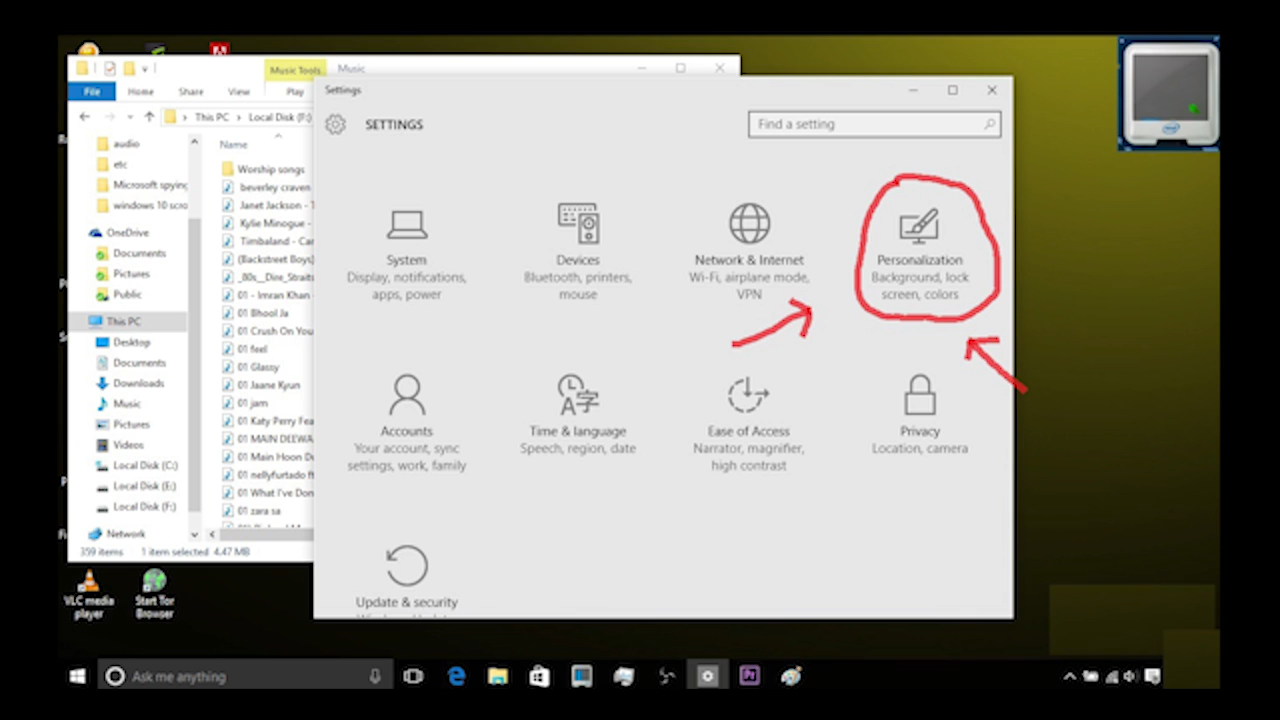 Music Tools
Music
File
Home
Share
View
Play
This PC > Local Disk (F:)
audio
etc
Microsoft spying
windows 10 scro
OneDrive
Documents
Pictures
Public
This PC
Desktop
Documents
Downloads
Music
Pictures
Videos
Local Disk (C:)
Local Disk (E:)
Local Disk (F:)
Network
359 items
1 item selected 4.47 MB
Name
Worship songs
beverley craven
Janet Jackson - T
Kylie Minogue -
Timbaland - Car
(Backstreet Boys)
_80s__Dire_Straits
01 - Imran Khan -
01 Bhool Ja
01 Crush On You
01 feel
01 Glassy
01 Jaane Kyun
01 jam
01 Katy Perry Fea
01 MAIN DEEWA
01 Main Hoon D
01 nellyfurtado ft
01 What I've Don
01 zara sa
Settings
SETTINGS
Find a setting
System
Display, notifications,
apps, power
Devices
Bluetooth, printers,
mouse
Network & Internet
Wi-Fi, airplane mode,
VPN
Personalization
Background, lock
screen, colors
Accounts
Your account, sync
settings, work, family
Time & language
Speech, region, date
Ease of Access
Narrator, magnifier,
high contrast
Privacy
Location, camera
Update & security
intel
VLC media
player
Start Tor
Browser
Ask me anything
Pr